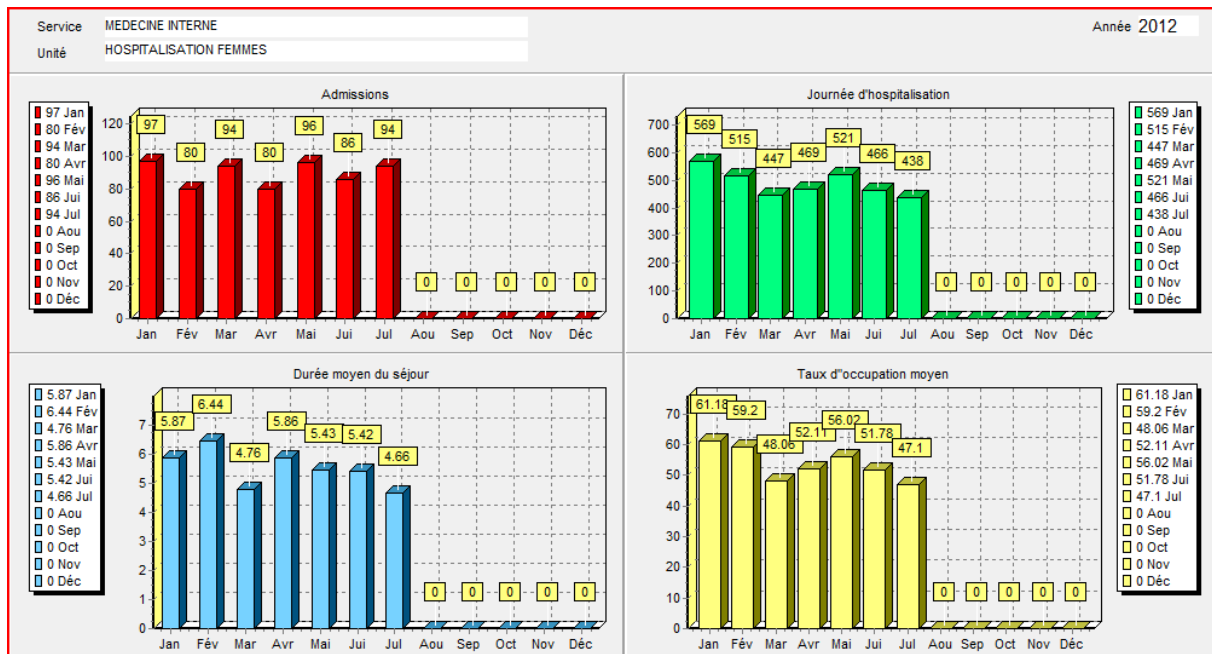 Service MEDECINE INTERNE Année 2012
Unité HOSPITALISATION FEMMES
Admissions
97 Jan
80 Fév
94 Mar
80 Avr
96 Mai
86 Jui
94 Jul
0 Aou
0 Sep
0 Oct
0 Nov
0 Déc
120
100
80
60
40
20
0
97 80 94 80 96 86 94 0 0 0 0 0
Jan Fév Mar Avr Mai Jui Jul Aou Sep Oct Nov Déc
Journée d'hospitalisation
700
600
500
400
300
200
100
0
569 515 447 469 521 466 438 0 0 0 0 0
Jan Fév Mar Avr Mai Jui Jul Aou Sep Oct Nov Déc
569 Jan
515 Fév
447 Mar
469 Avr
521 Mai
466 Jui
438 Jul
0 Aou
0 Sep
0 Oct
0 Nov
0 Déc
Durée moyen du séjour
5.87 Jan
6.44 Fév
4.76 Mar
5.86 Avr
5.43 Mai
5.42 Jui
4.66 Jul
0 Aou
0 Sep
0 Oct
0 Nov
0 Déc
7
6
5
4
3
2
1
0
5.87 6.44 4.76 5.86 5.43 5.42 4.66 0 0 0 0 0
Jan Fév Mar Avr Mai Jui Jul Aou Sep Oct Nov Déc
Taux d''occupation moyen
70
60
50
40
30
20
10
0
61.18 59.2 48.06 52.11 56.02 51.78 47.1 0 0 0 0 0
Jan Fév Mar Avr Mai Jui Jul Aou Sep Oct Nov Déc
61.18 Jan
59.2 Fév
48.06 Mar
52.11 Avr
56.02 Mai
51.78 Jui
47.1 Jul
0 Aou
0 Sep
0 Oct
0 Nov
0 Déc